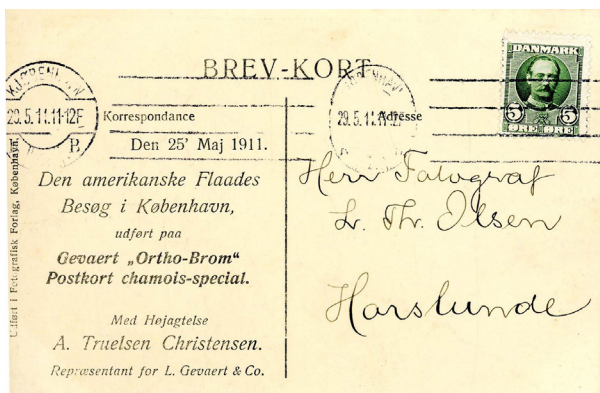 BREV-KORT
DANMARK
5 5
ØRE ØRE
KJØBENHAVN
29.5.11.11-12F
B.
29.5.11.11-12F
Korrespondance
Adresse
Den 25' Maj 1911.
Den amerikanske Flaades
Besøg i København,
udført paa
Gevaert „Ortho-Brom“
Postkort chamois-special.
Med Højagtelse
A. Truelsen Christensen.
Repræsentant for L. Gevaert & Co.
Udført i Fotografisk Forlag, København.
Herr Fotograf
Thr. Olsen
Harslunde